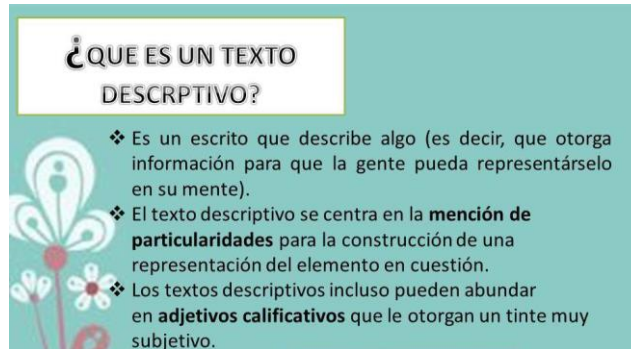 ¿QUE ES UN TEXTO
DESCRPTIVO?
❖ Es un escrito que describe algo (es decir, que otorga
información para que la gente pueda representárselo
en su mente).
❖ El texto descriptivo se centra en la mención de
particularidades para la construcción de una
representación del elemento en cuestión.
❖ Los textos descriptivos incluso pueden abundar
en adjetivos calificativos que le otorgan un tinte muy
subjetivo.